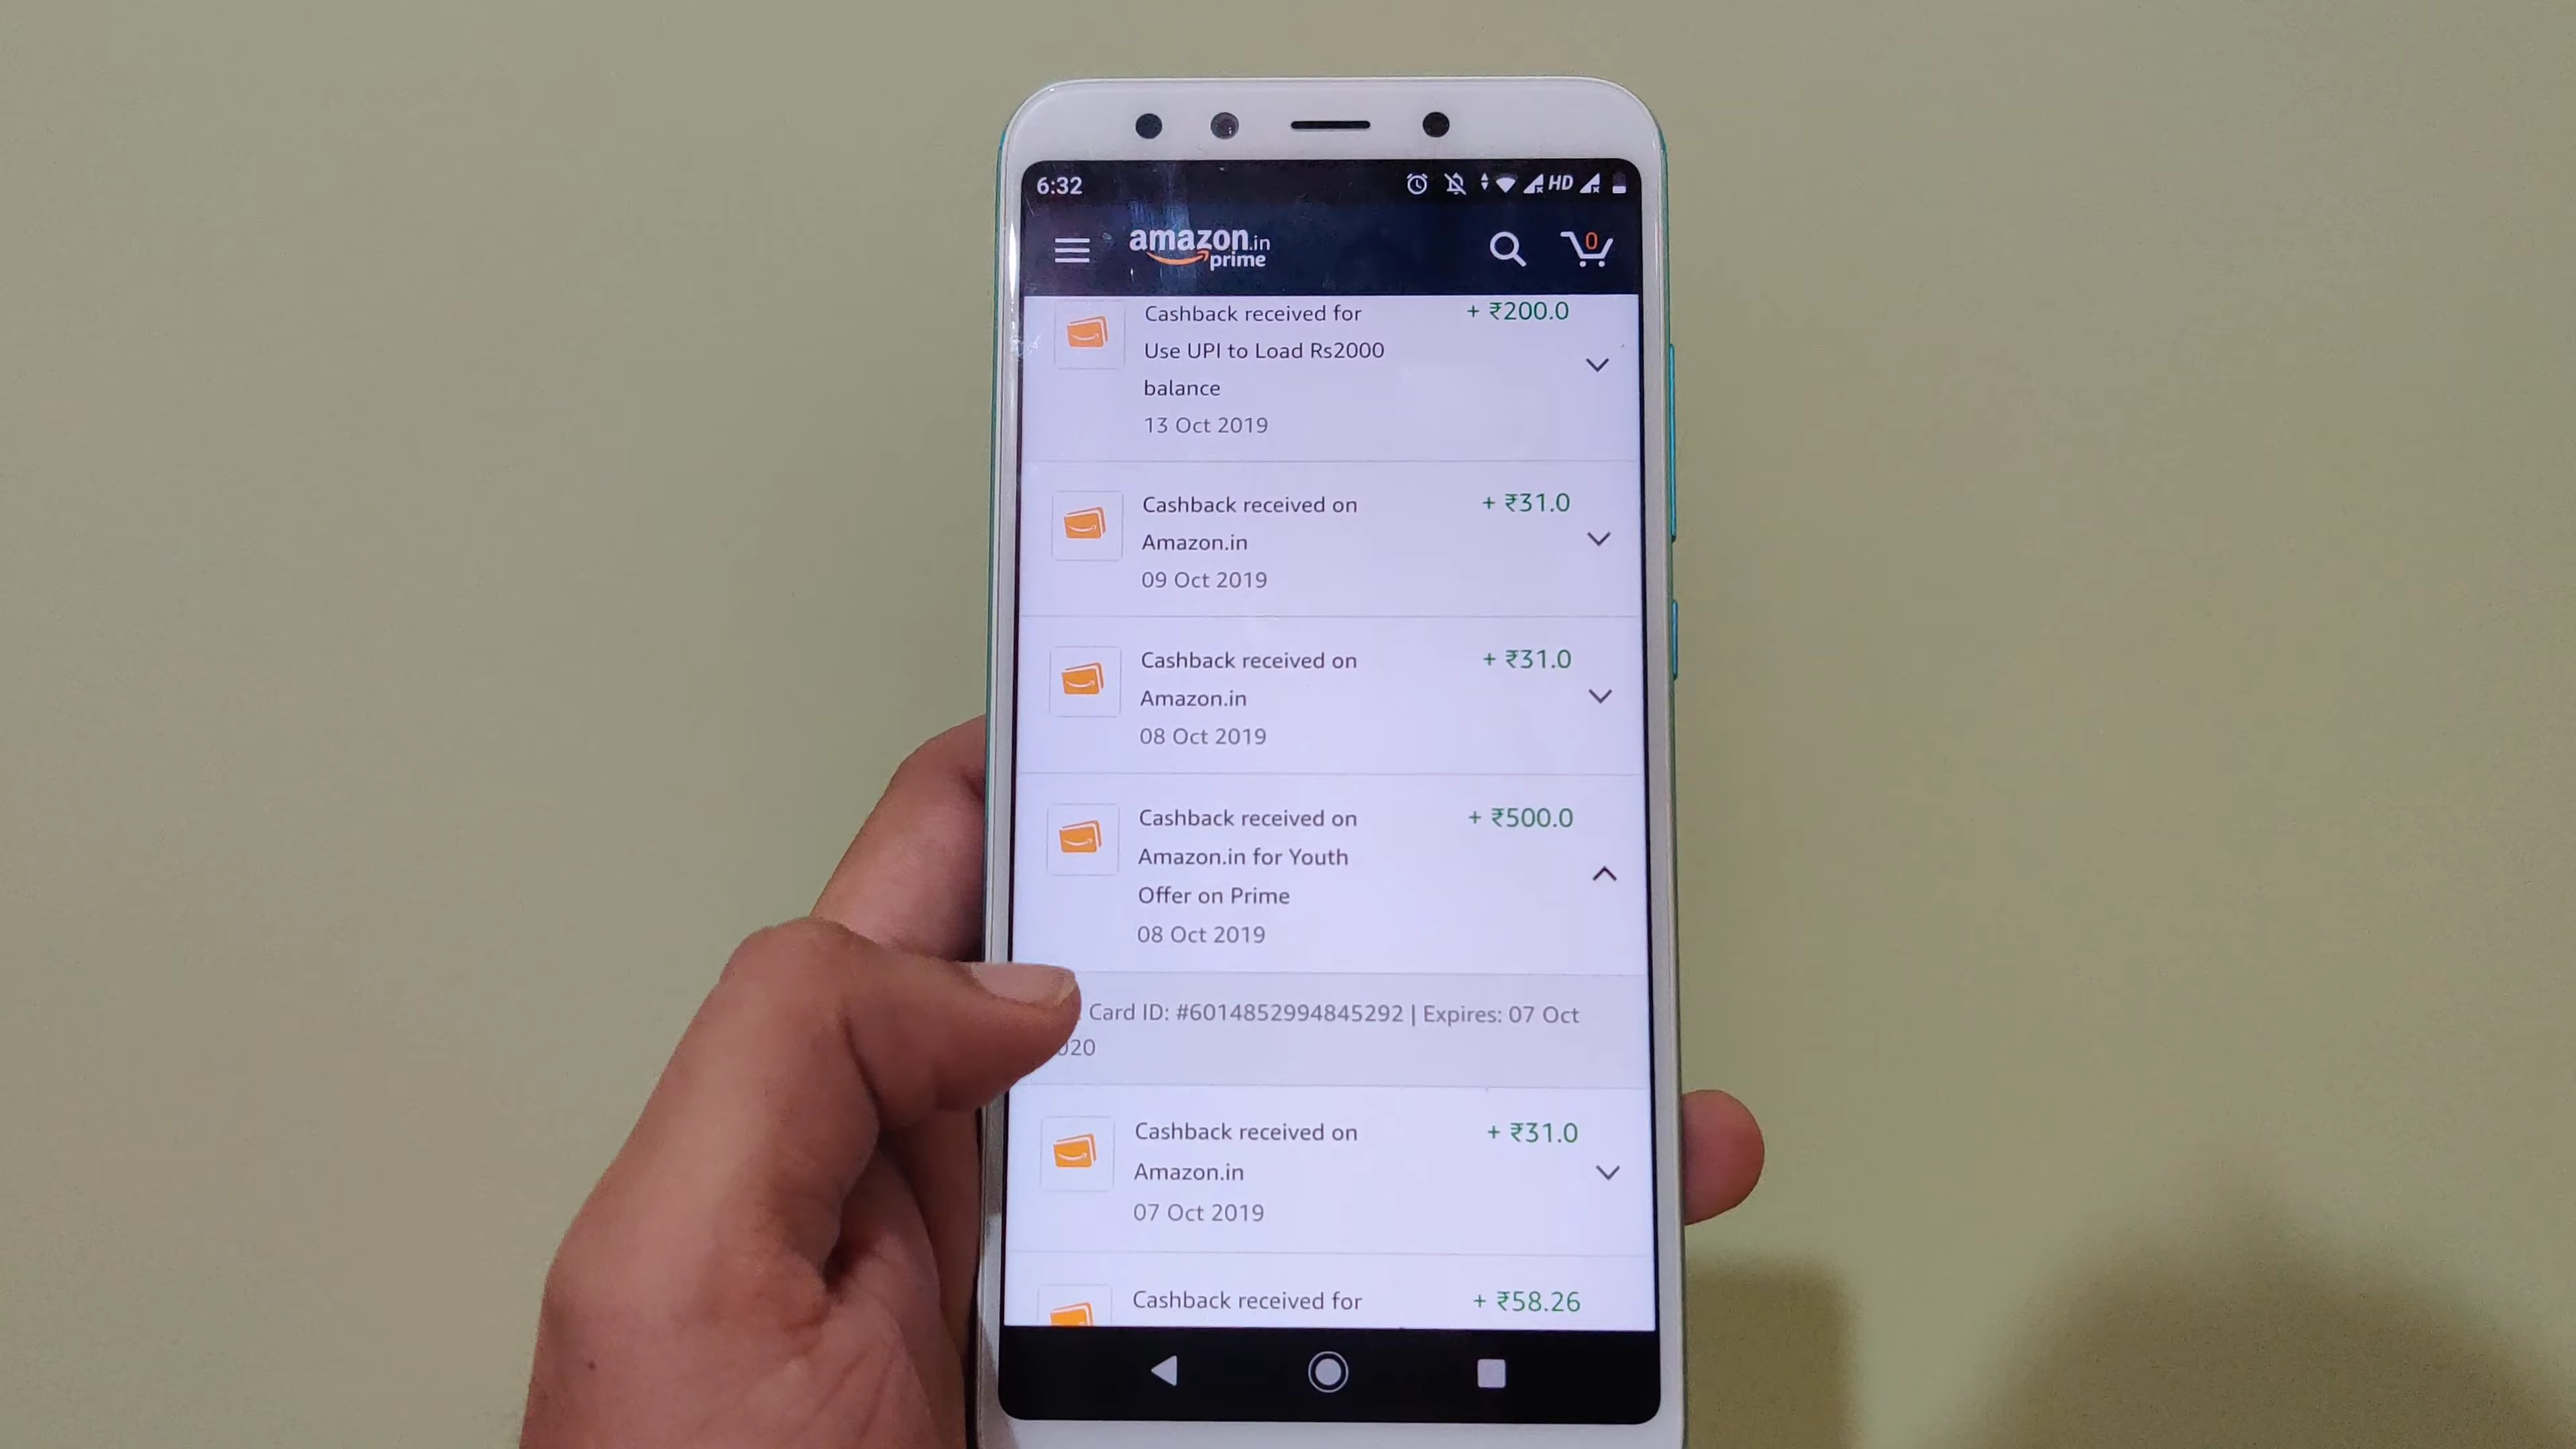 6:32
HD
amazon.in
prime
0
Cashback received for
+ ₹200.0
Use UPI to Load Rs2000
balance
13 Oct 2019
Cashback received on
+ ₹31.0
Amazon.in
09 Oct 2019
Cashback received on
+ ₹31.0
Amazon.in
08 Oct 2019
Cashback received on
+ ₹500.0
Amazon.in for Youth
Offer on Prime
08 Oct 2019
Card ID: #6014852994845292 | Expires: 07 Oct
Cashback received on
+ ₹31.0
Amazon.in
07 Oct 2019
Cashback received for
+ ₹58.26